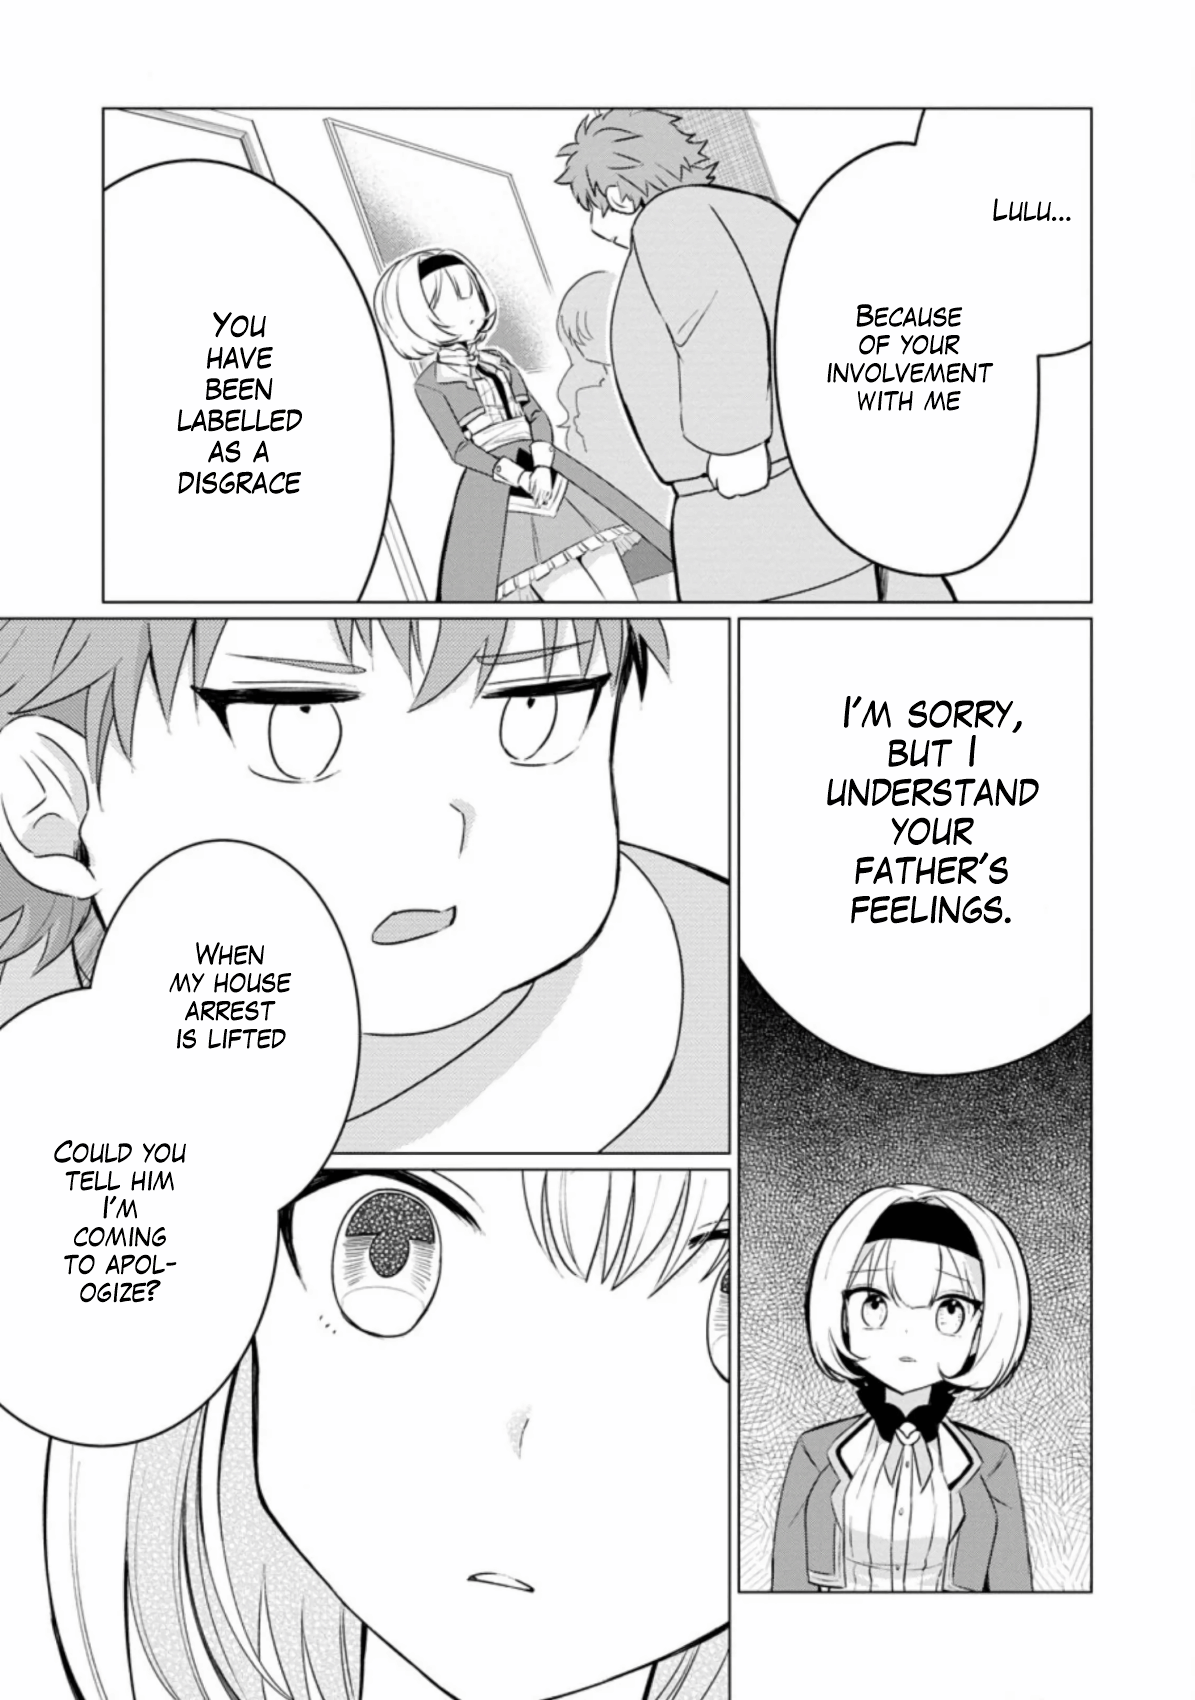 Lulu...
Because
of your
involvement
with me
You
have
been
labelled
as a
disgrace
I'm sorry,
but I
understand
your
father's
feelings.
When
my house
arrest
is lifted
Could you
tell him
I'm
coming
to apol-
ogize?